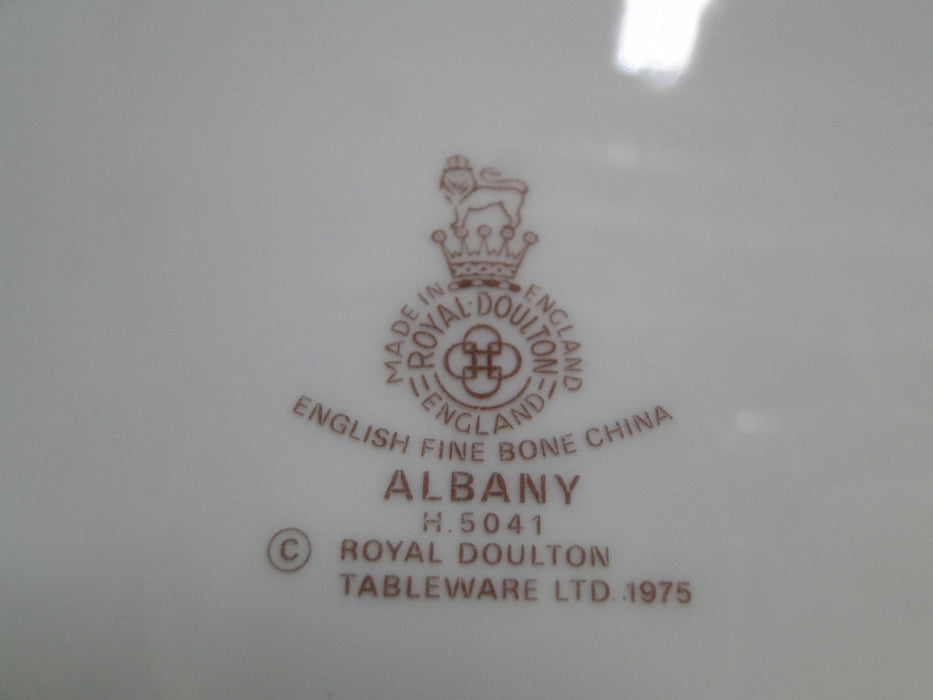 MADE IN ENGLAND
ROYAL·DOULTON
ENGLAND
ENGLISH FINE BONE CHINA
ALBANY
H.5041
© ROYAL DOULTON
TABLEWARE LTD. 1975